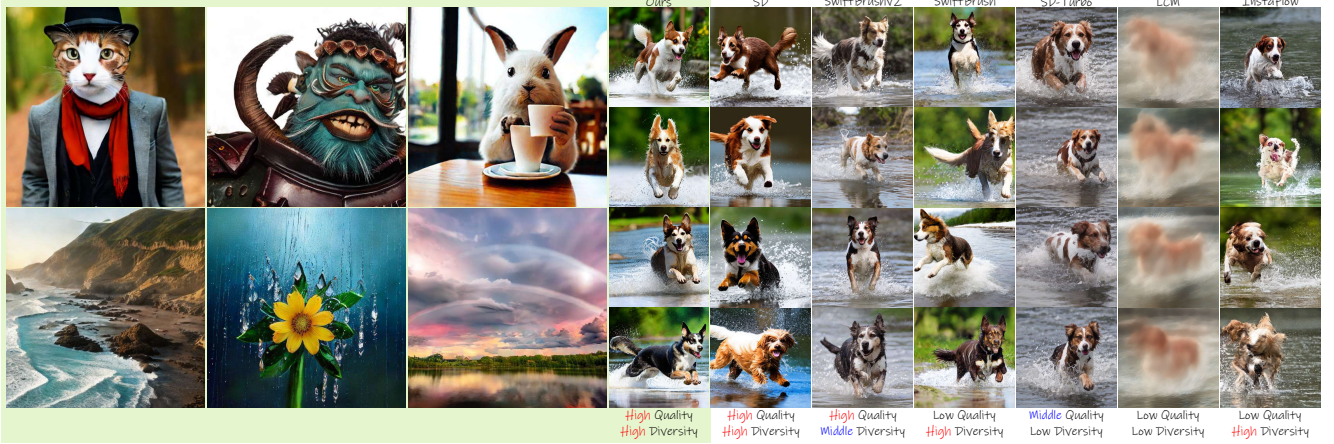 Ours SD SwiftBrushv2 SwiftBrush SD-Turbo LCM InstaFlow
High Quality High Quality High Quality Low Quality Middle Quality Low Quality Low Quality
High Diversity High Diversity Middle Diversity High Diversity Low Diversity Low Diversity High Diversity